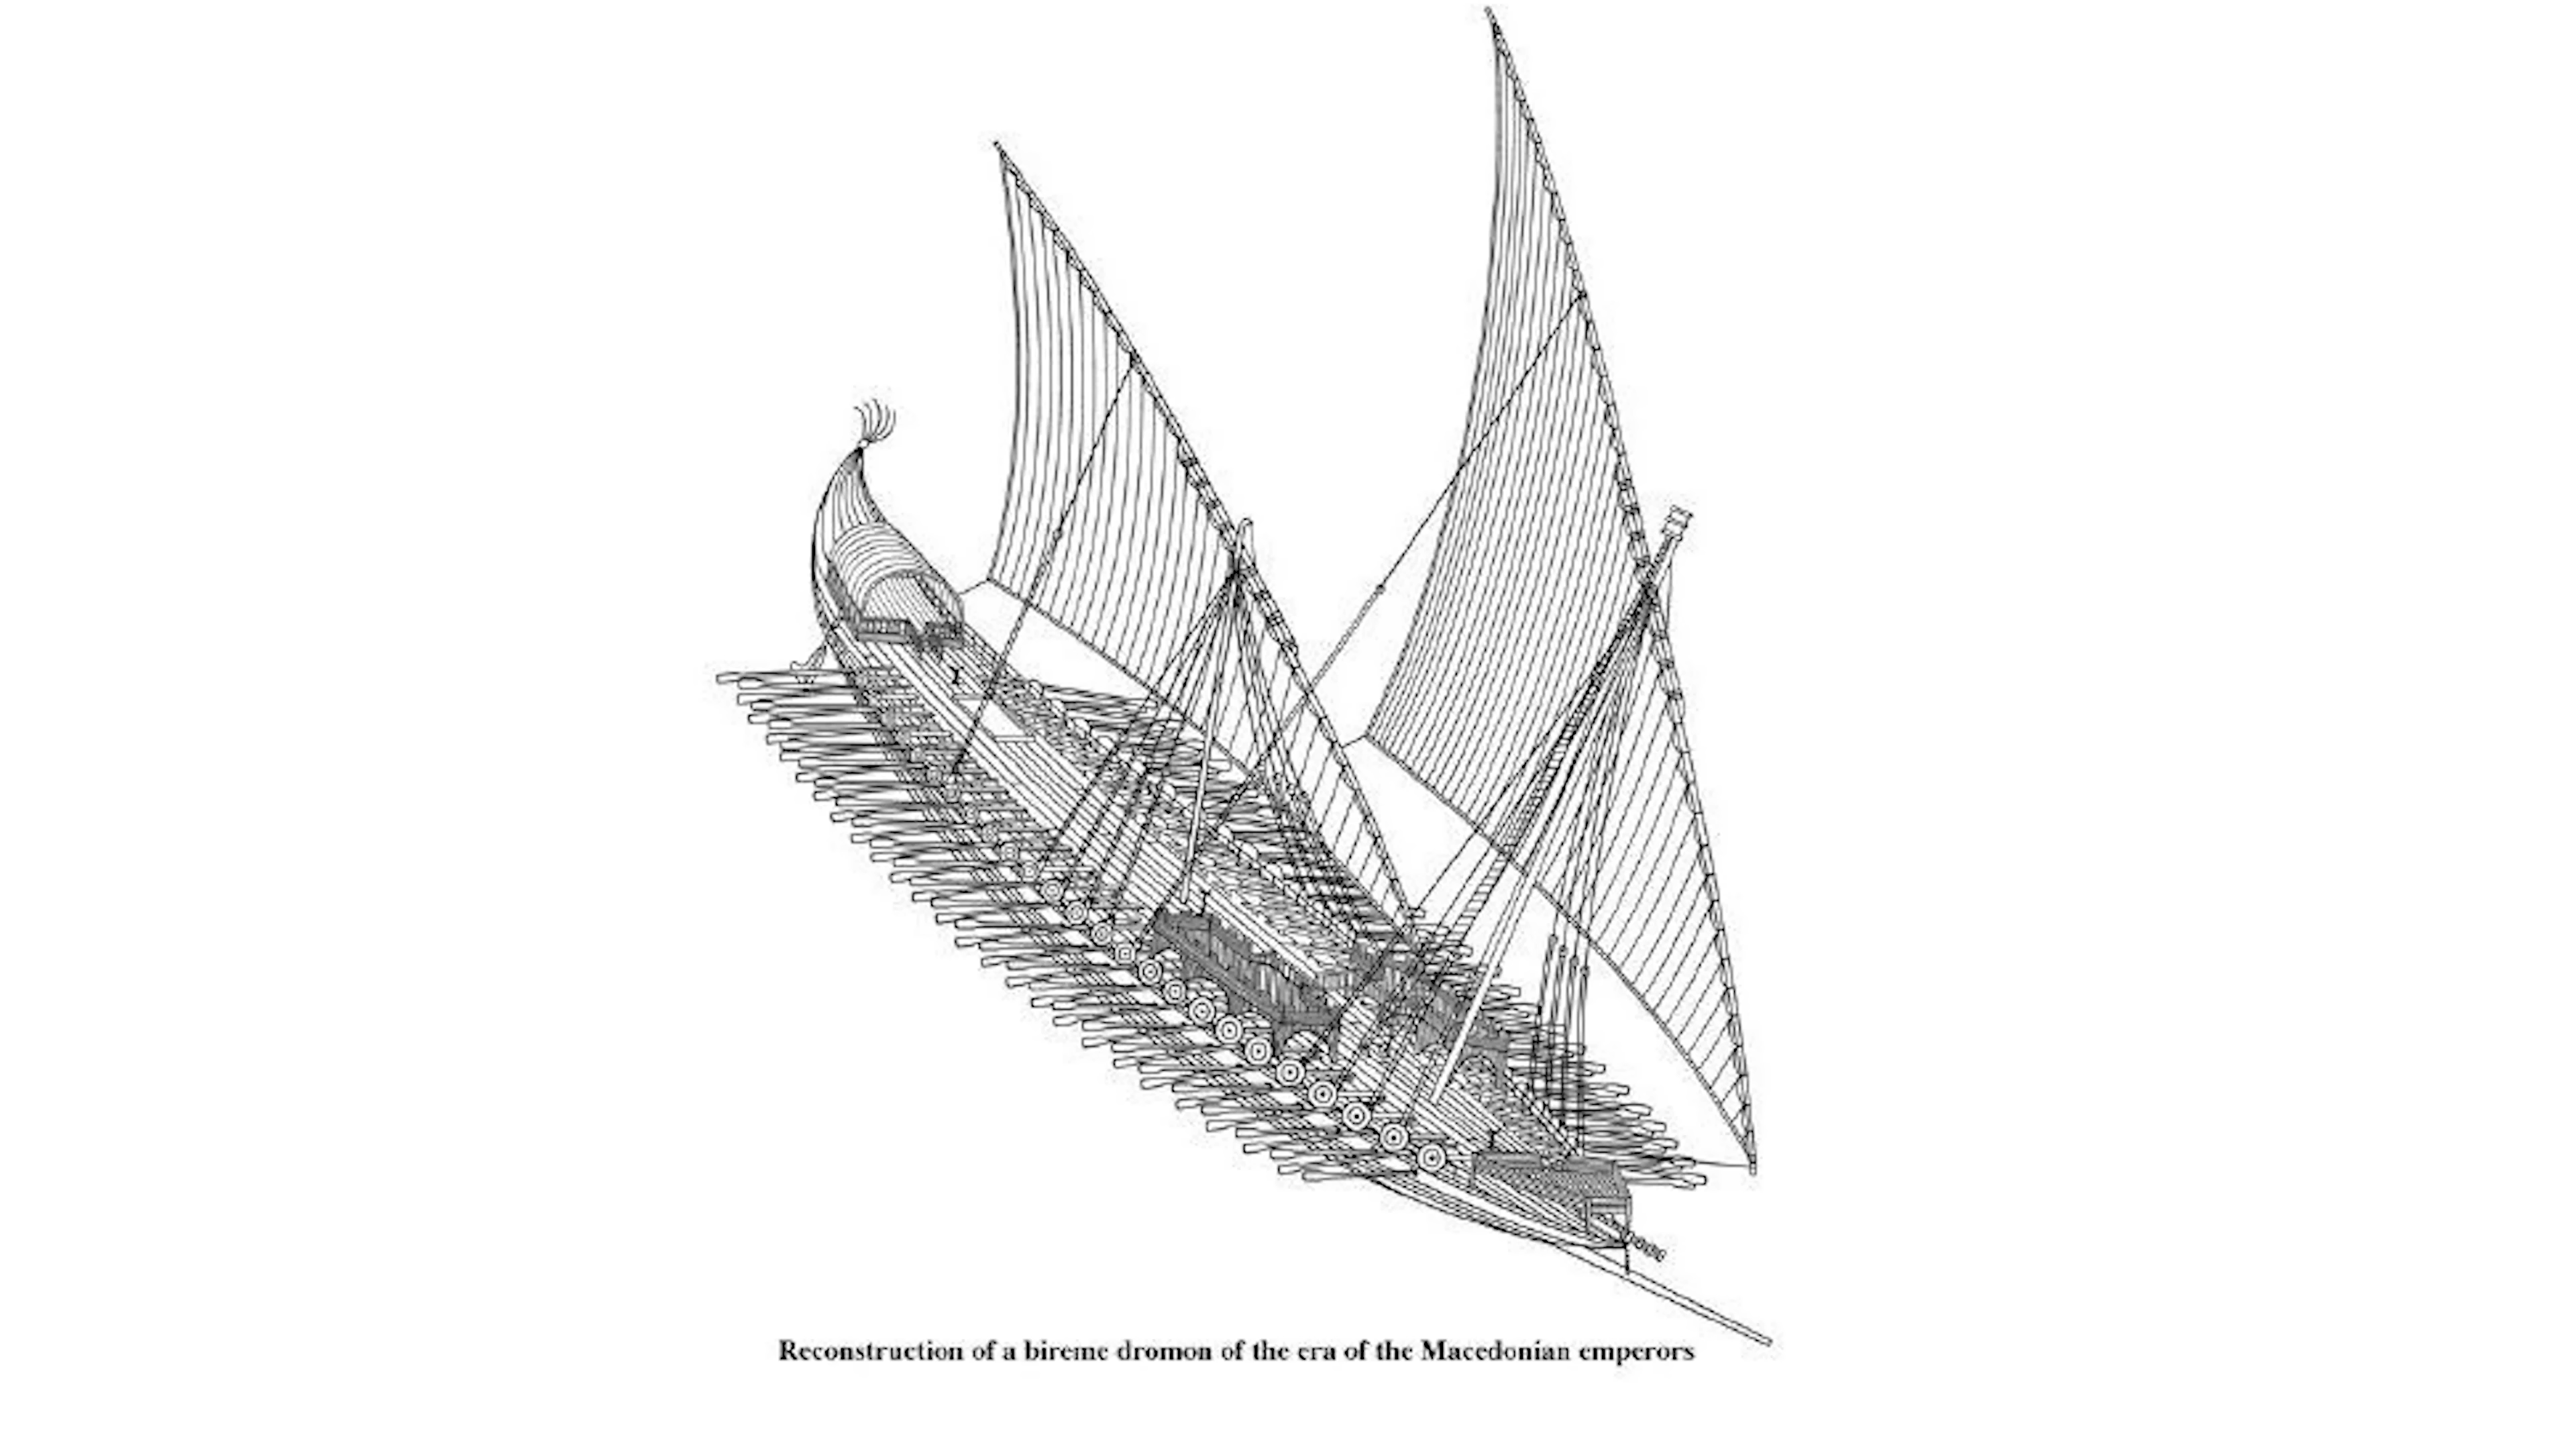 Reconstruction of a bireme dromon of the era of the Macedonian emperors